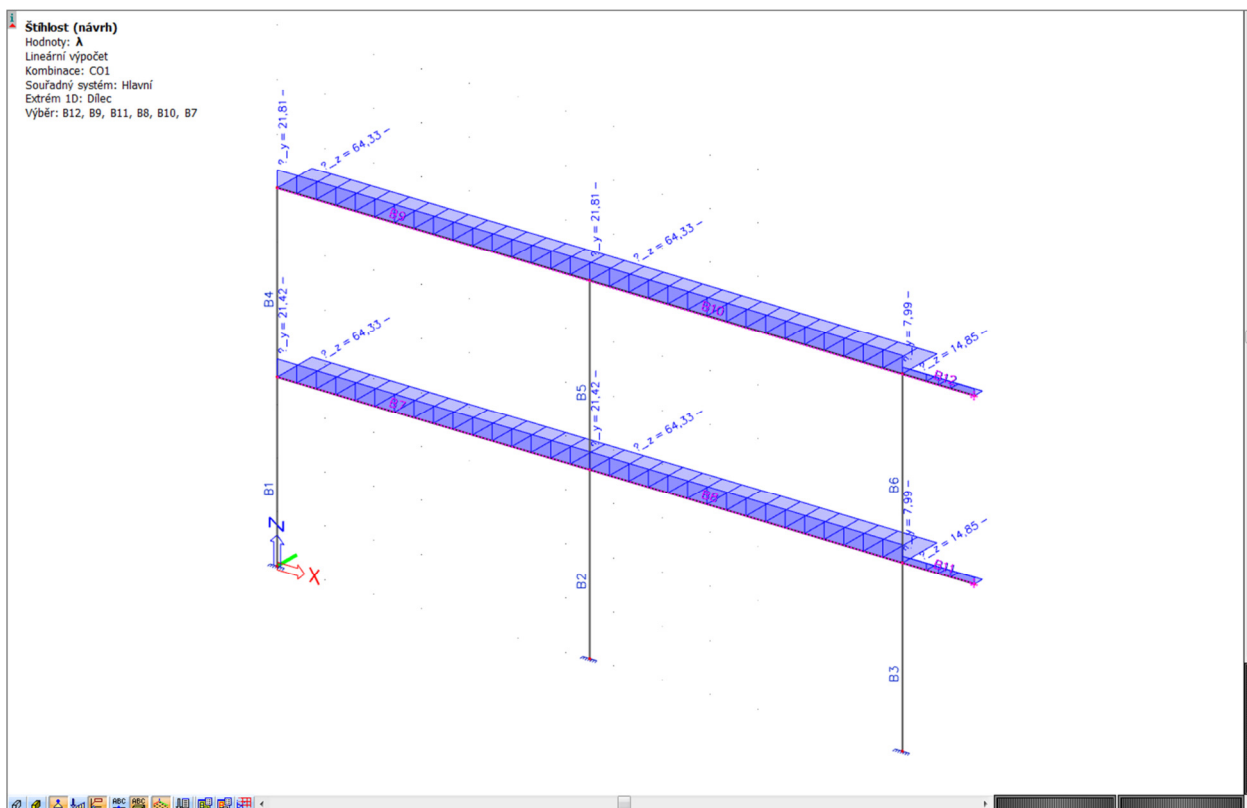 Štíhlost (návrh)
Hodnoty: λ
Lineární výpočet
Kombinace: CO1
Souřadný systém: Hlavní
Extrém 1D: Dílec
Výběr: B12, B9, B11, B8, B10, B7
?_y = 21,81
?_z = 64,33
B9
?_y = 21,81
?_z = 64,33
B10
?_y = 7,99
?_z = 14,85
B12
B4
?_y = 21,42
?_z = 64,33
B7
B5
?_y = 21,42
?_z = 64,33
B8
B6
?_y = 7,99
?_z = 14,85
B11
B1
B2
B3
Z
X
ABC
ABC